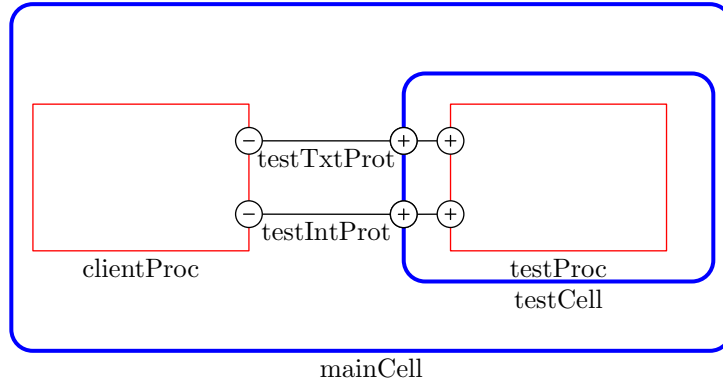 − + +
testTxtProt
− + +
testIntProt
clientProc
testProc
testCell
mainCell